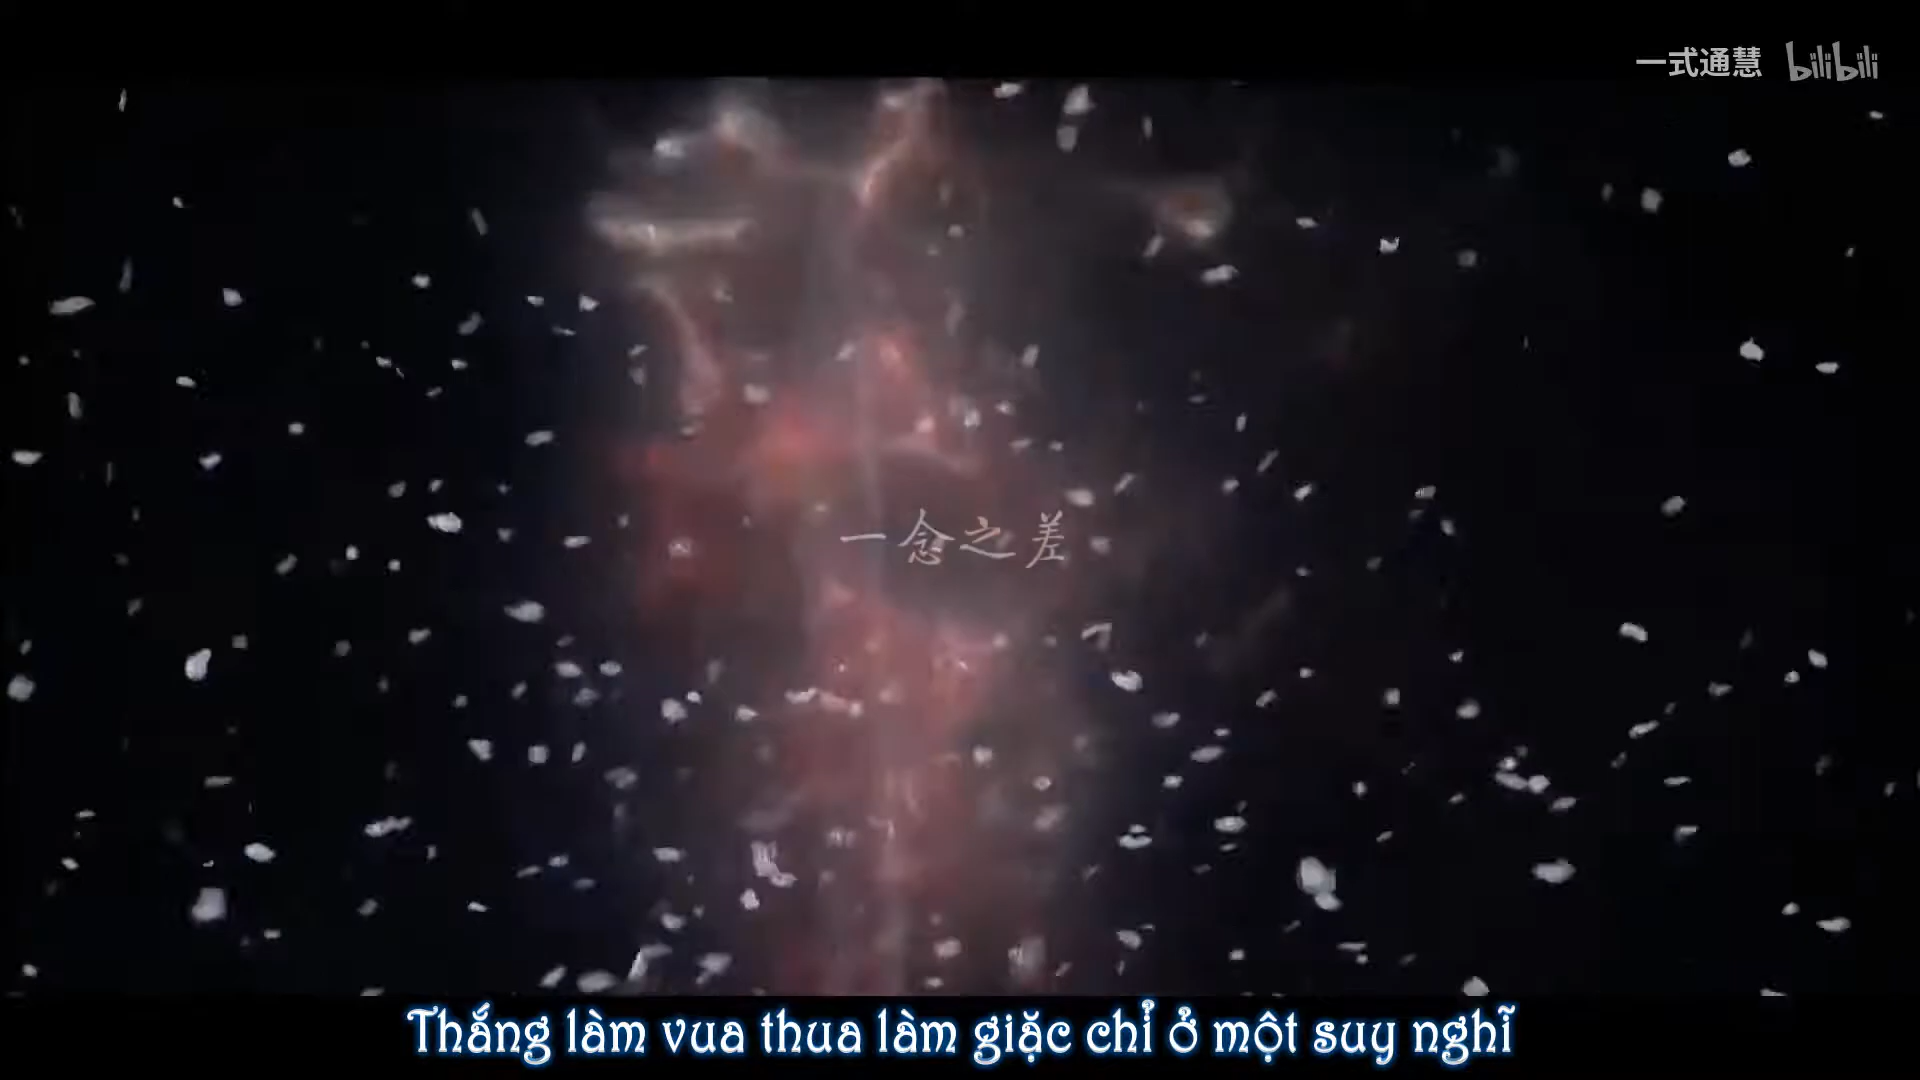 一式通慧 bilibili
一念之差
Thắng làm vua thua làm giặc chỉ ở một suy nghĩ